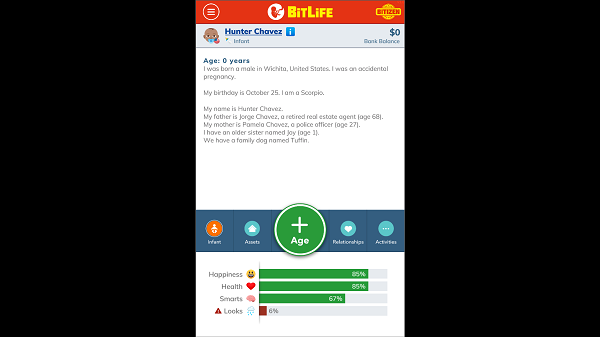 BitLife
BITIZEN
Hunter Chavez i
$0
Infant
Bank Balance
Age: 0 years
I was born a male in Wichita, United States. I was an accidental
pregnancy.
My birthday is October 25. I am a Scorpio.
My name is Hunter Chavez.
My father is Jorge Chavez, a retired real estate agent (age 68).
My mother is Pamela Chavez, a police officer (age 27).
I have an older sister named Joy (age 1).
We have a family dog named Tuffin.
Infant
Assets
+
Age
Relationships
Activities
Happiness 85%
Health 85%
Smarts 67%
Looks 6%